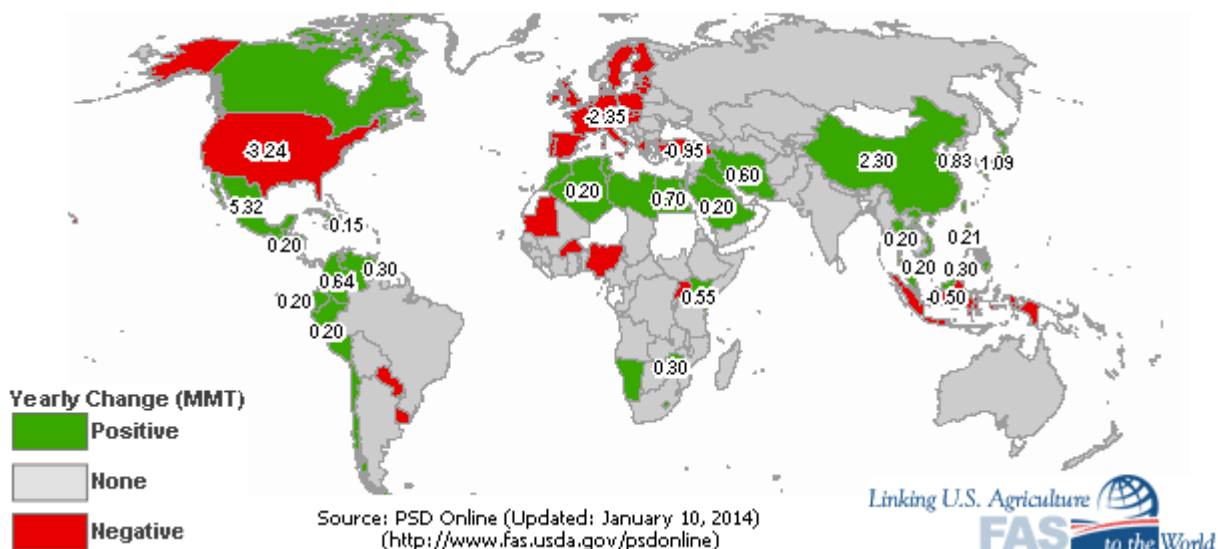 -2.35
-3.24
-0.95
2.30
0.83
1.09
0.60
0.20
0.70
0.20
5.32
0.15
0.20
0.20
0.21
0.30
0.64
0.20
0.30
0.20
0.55
-0.50
0.20
0.30
Yearly Change (MMT)
Positive
None
Negative
Source: PSD Online (Updated: January 10, 2014)
(http://www.fas.usda.gov/psdonline)
Linking U.S. Agriculture
FAS
to the World